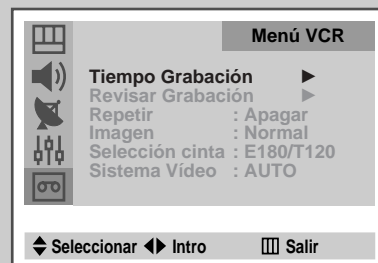 Menú VCR
Tiempo Grabación ►
Revisar Grabación ►
Repetir : Apagar
Imagen : Normal
Selección cinta : E180/T120
Sistema Vídeo : AUTO
Seleccionar Intro Salir